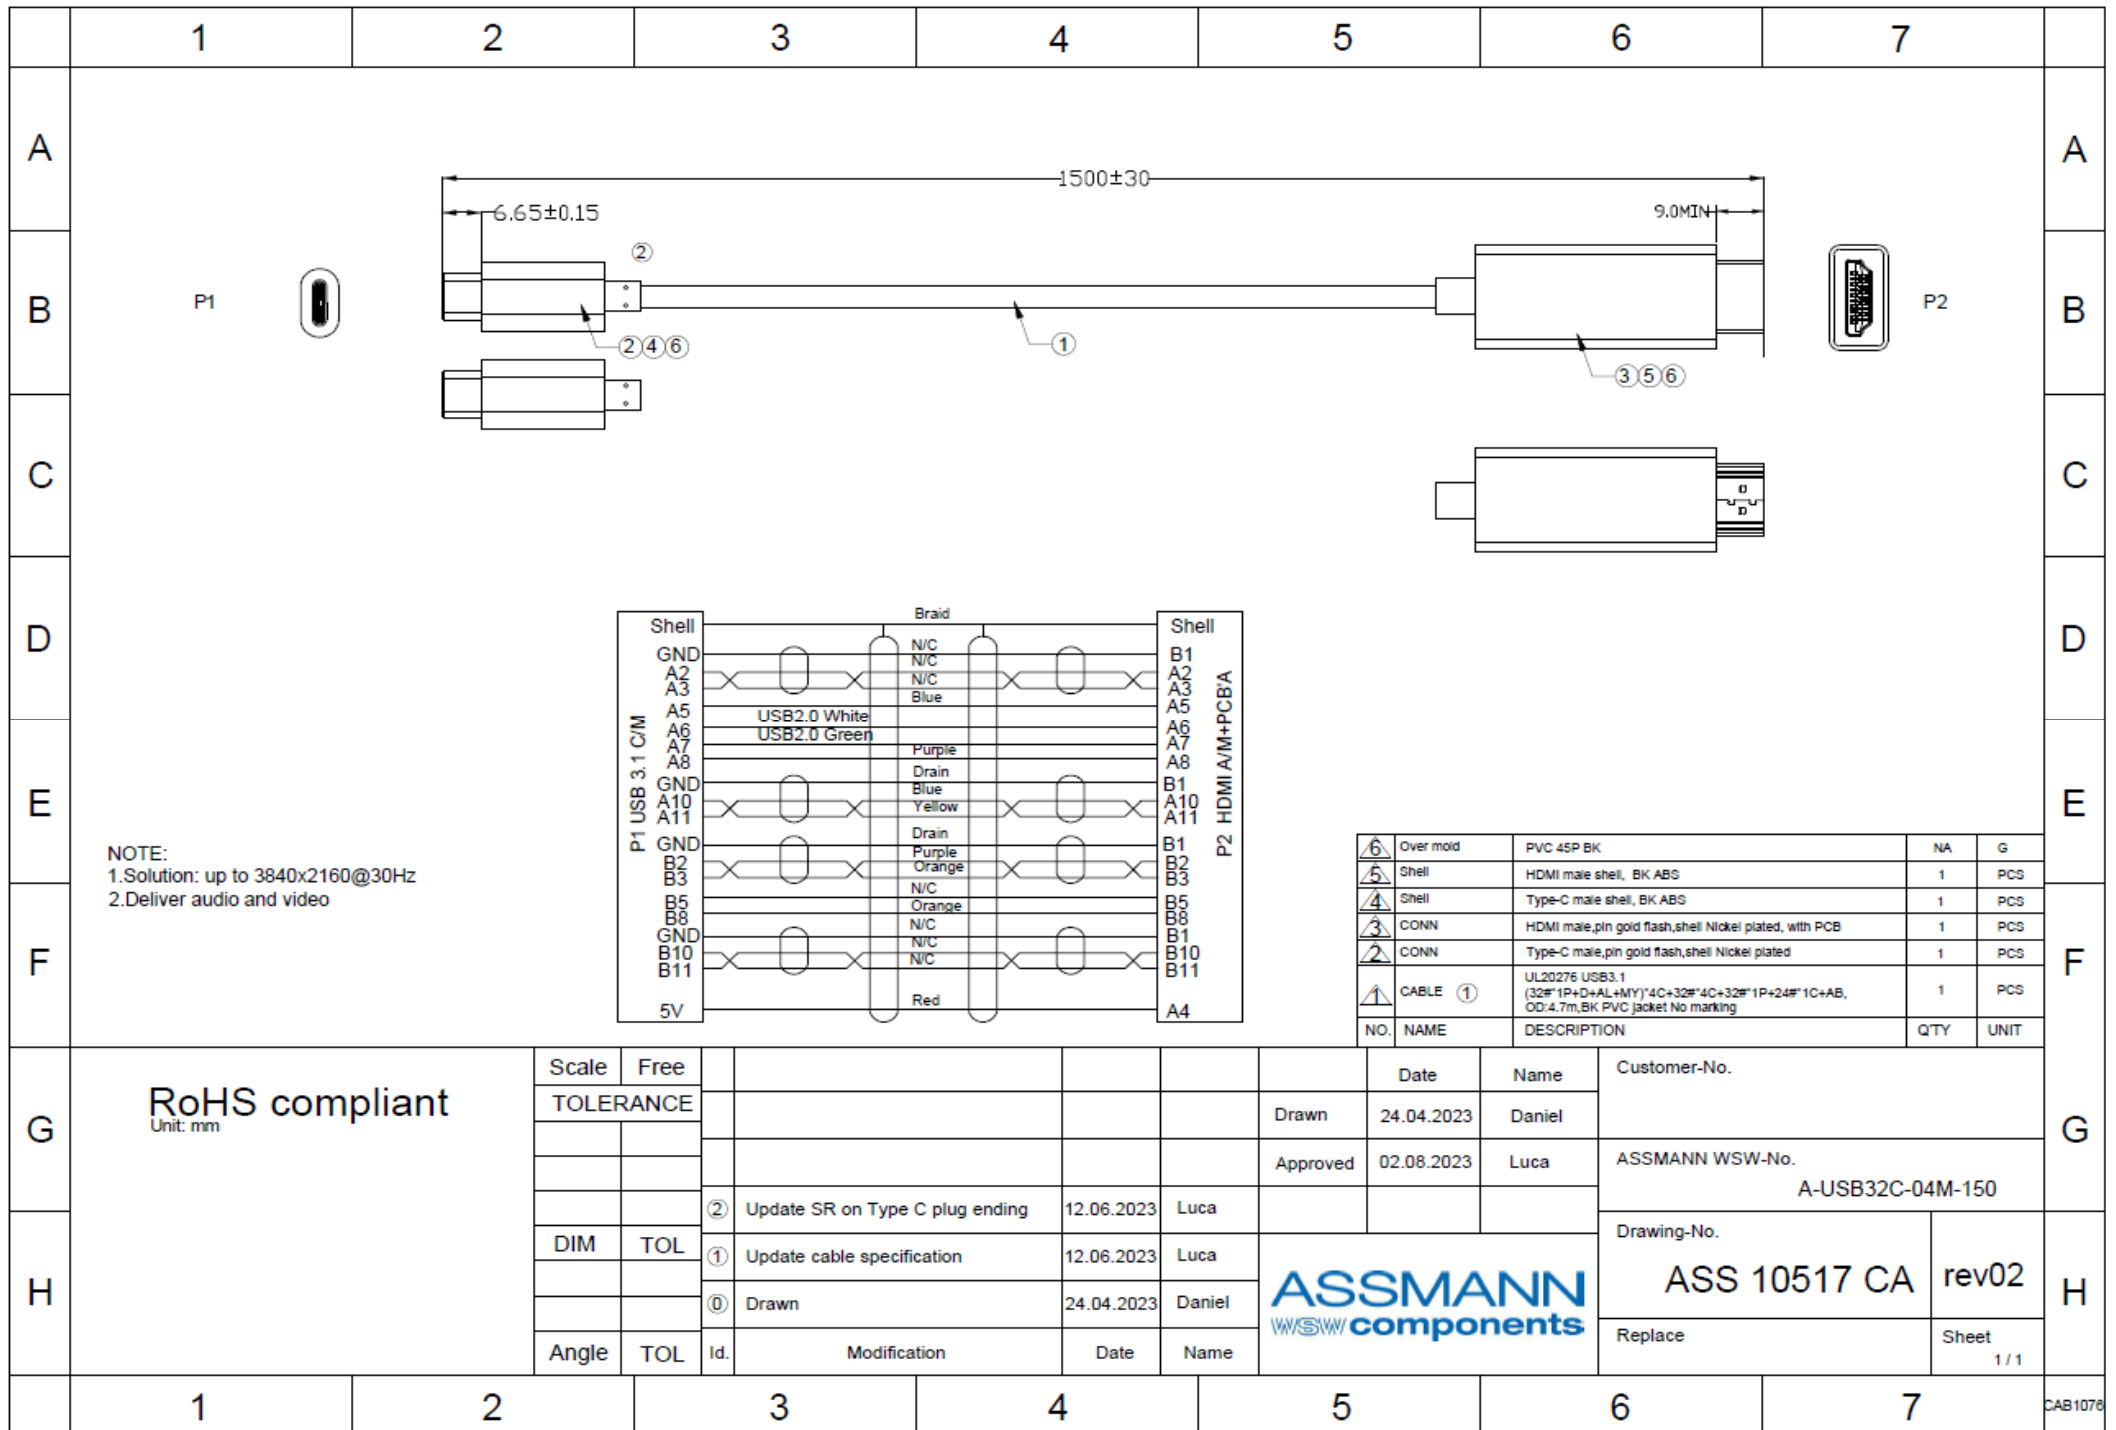 1 2 3 4 5 6 7
A A
1500±30
6.65±0.15
9.0MIN
②
B B
P1
P2
②④⑥
①
③⑤⑥
C C
D D
Braid
Shell Shell
N/C
GND B1
N/C
A2 A2
N/C
A3 A3
Blue
A5 A5
USB2.0 White
A6 A6
USB2.0 Green
A7 A7
Purple
A8 A8
Drain
GND B1
Blue
A10 A10
Yellow
A11 A11
Drain
GND B1
Purple
B2 B2
Orange
B3 B3
N/C
B5 B5
Orange
B8 B8
N/C
GND B1
N/C
B10 B10
N/C
B11 B11
Red
5V A4
P1 USB 3.1 C/M
P2 HDMI A/M+PCB'A
E E
NOTE:
1.Solution: up to 3840x2160@30Hz
2.Deliver audio and video
F F
6 Over mold PVC 45P BK NA G
5 Shell HDMI male shell, BK ABS 1 PCS
4 Shell Type-C male shell, BK ABS 1 PCS
3 CONN HDMI male,pin gold flash,shell Nickel plated, with PCB 1 PCS
2 CONN Type-C male,pin gold flash,shell Nickel plated 1 PCS
1 CABLE ① UL20276 USB3.1
(32#*1P+D+AL+MY)*4C+32#*4C+32#*1P+24#*1C+AB,
OD:4.7m,BK PVC jacket No marking 1 PCS
NO. NAME DESCRIPTION Q'TY UNIT
G G
RoHS compliant
Unit: mm
Scale Free
TOLERANCE
DIM TOL
Angle TOL
② Update SR on Type C plug ending 12.06.2023 Luca
① Update cable specification 12.06.2023 Luca
⓪ Drawn 24.04.2023 Daniel
Id. Modification Date Name
Date Name
Drawn 24.04.2023 Daniel
Approved 02.08.2023 Luca
Customer-No.
ASSMANN WSW-No.
A-USB32C-04M-150
H H
ASSMANN
WSW components
Drawing-No.
ASS 10517 CA rev02
Replace
Sheet
1 / 1
1 2 3 4 5 6 7
CAB1076